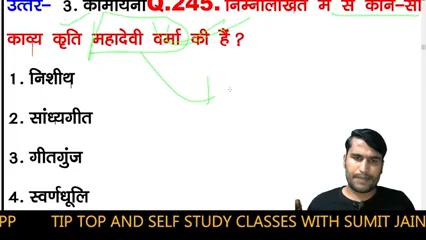 उत्तर- 3. कामायनी Q.245. निम्नलिखित में से कौन-सी
काव्य कृति महादेवी वर्मा की हैं?
1. निशीथ
2. सांध्यगीत
3. गीतगुंज
4. स्वर्णधूलि
PP TIP TOP AND SELF STUDY CLASSES WITH SUMIT JAIN